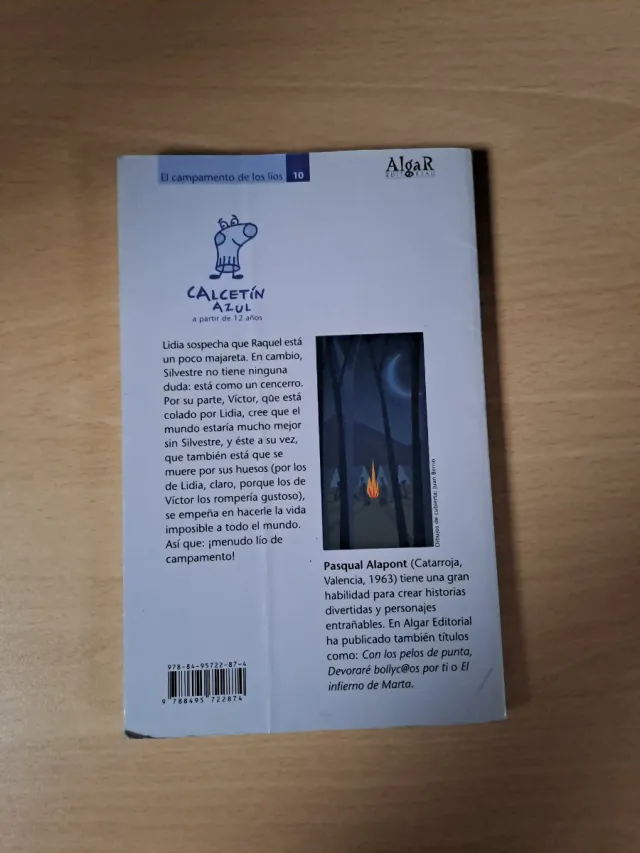 El campamento de los líos 10
AlgaR
EDITORIAL
CALCETÍN
AZUL
a partir de 12 años
Lidia sospecha que Raquel está
un poco majareta. En cambio,
Silvestre no tiene ninguna
duda: está como un cencerro.
Por su parte, Víctor, que está
colado por Lidia, cree que el
mundo estaría mucho mejor
sin Silvestre, y éste a su vez,
que también está que se
muere por sus huesos (por los
de Lidia, claro, porque los de
Víctor los rompería gustoso),
se empeña en hacerle la vida
imposible a todo el mundo.
Así que: ¡menudo lío de
campamento!
Dibujos de cubierta: Juan Berrio
Pasqual Alapont (Catarroja,
Valencia, 1963) tiene una gran
habilidad para crear historias
divertidas y personajes
entrañables. En Algar Editorial
ha publicado también títulos
como: Con los pelos de punta,
Devoraré bollyc@os por ti o El
infierno de Marta.
978-84-95722-87-4
9 788495 722874